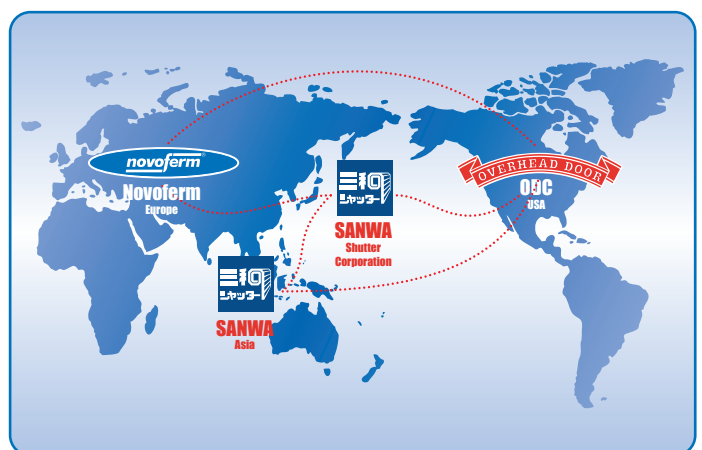 novoferm®
Novoferm
Europe
三和
シャッター
SANWA
Shutter
Corporation
OVERHEAD DOOR
ODC
USA
三和
シャッター
SANWA
Asia